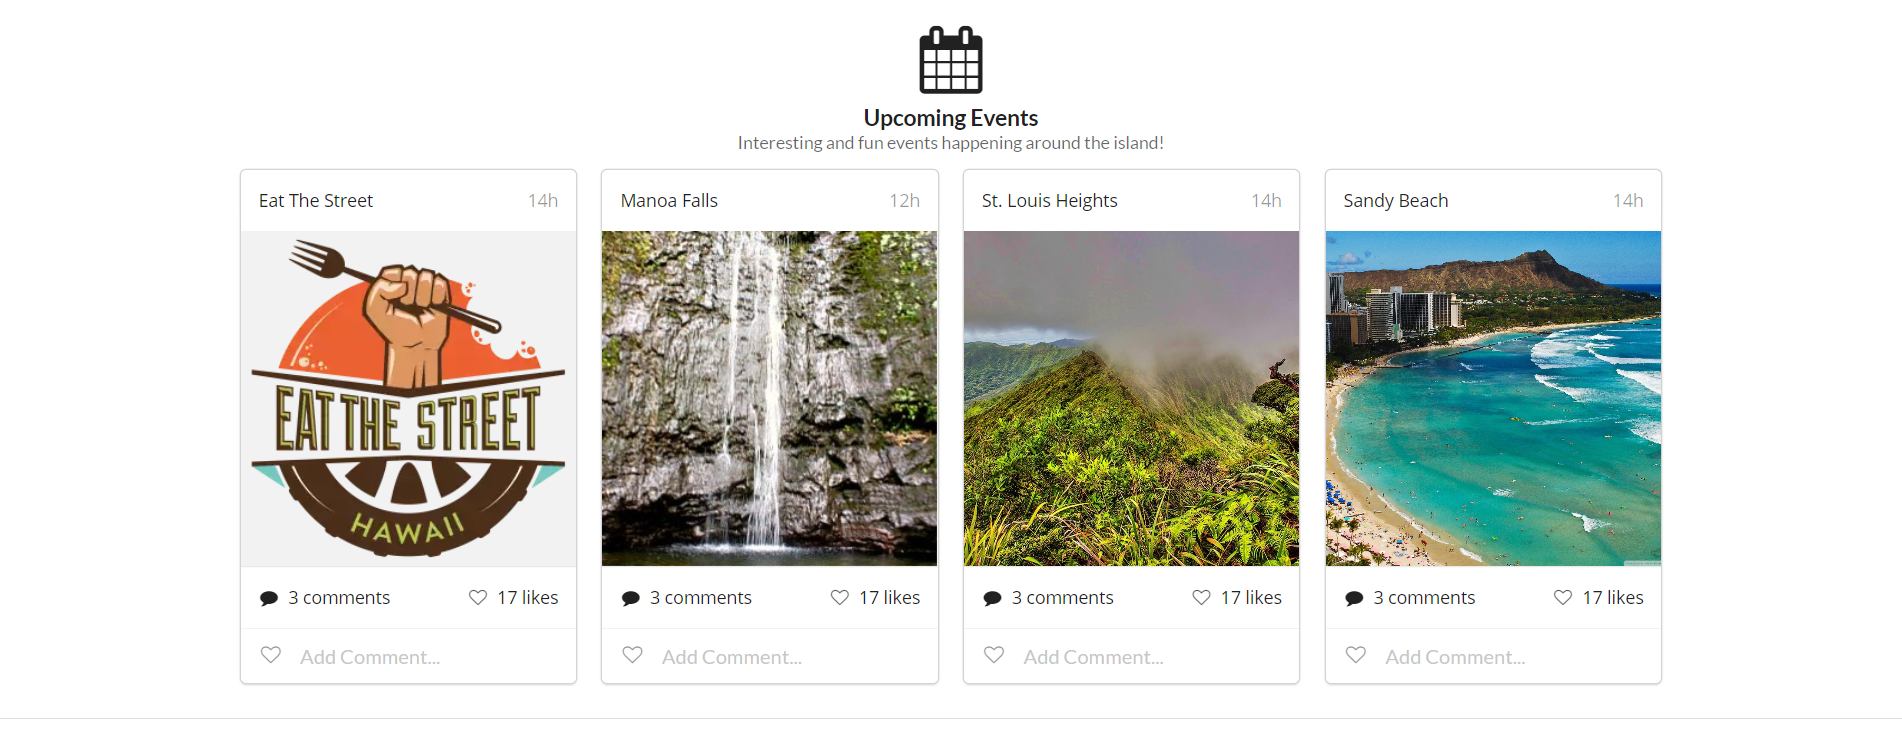 Upcoming Events
Interesting and fun events happening around the island!
Eat The Street 14h
EAT THE STREET
HAWAII
3 comments 17 likes
Add Comment...
Manoa Falls 12h
3 comments 17 likes
Add Comment...
St. Louis Heights 14h
3 comments 17 likes
Add Comment...
Sandy Beach 14h
3 comments 17 likes
Add Comment...